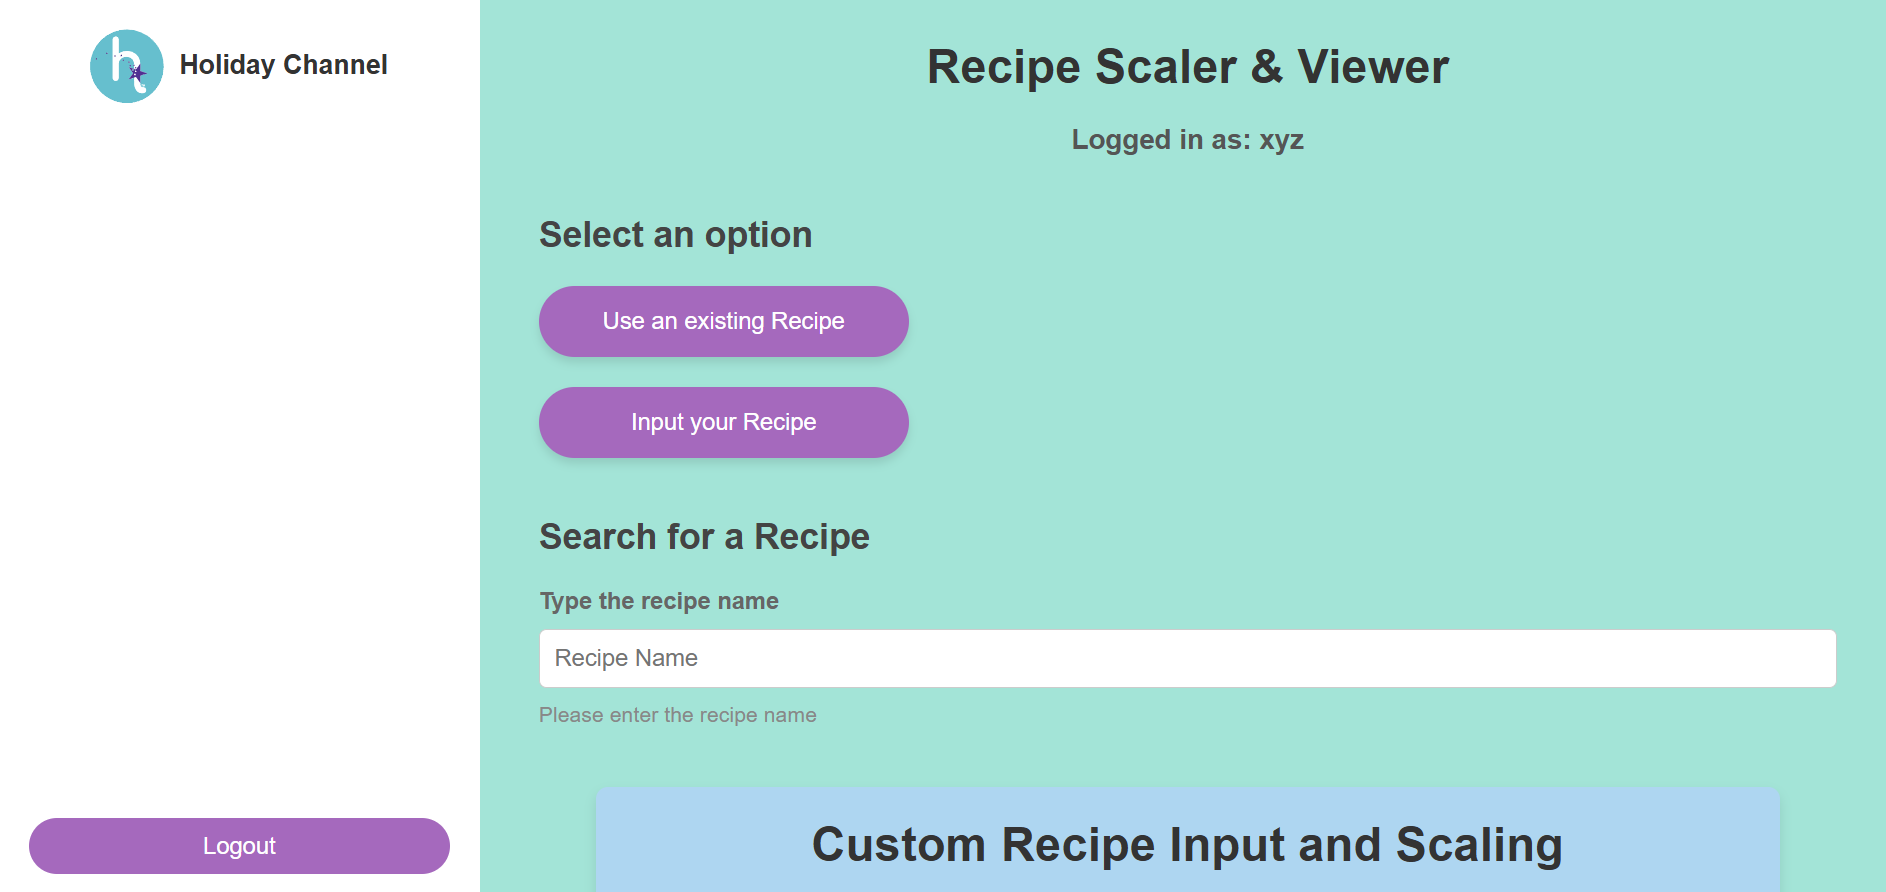 h
Holiday Channel
Logout
Recipe Scaler & Viewer
Logged in as: xyz
Select an option
Use an existing Recipe
Input your Recipe
Search for a Recipe
Type the recipe name
Recipe Name
Please enter the recipe name
Custom Recipe Input and Scaling